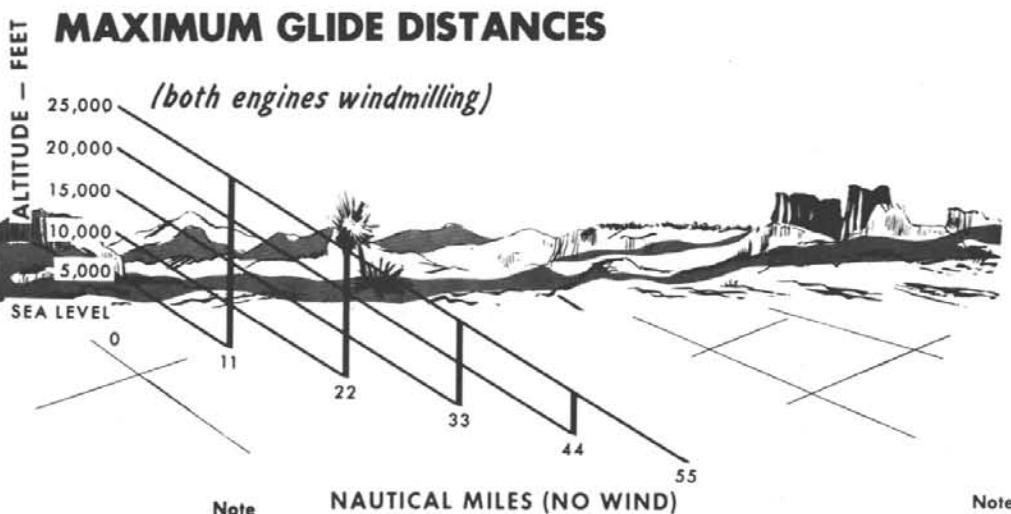 MAXIMUM GLIDE DISTANCES
ALTITUDE — FEET
(both engines windmilling)
25,000
20,000
15,000
10,000
5,000
SEA LEVEL
0
11
22
33
44
55
NAUTICAL MILES (NO WIND)
Note
Note